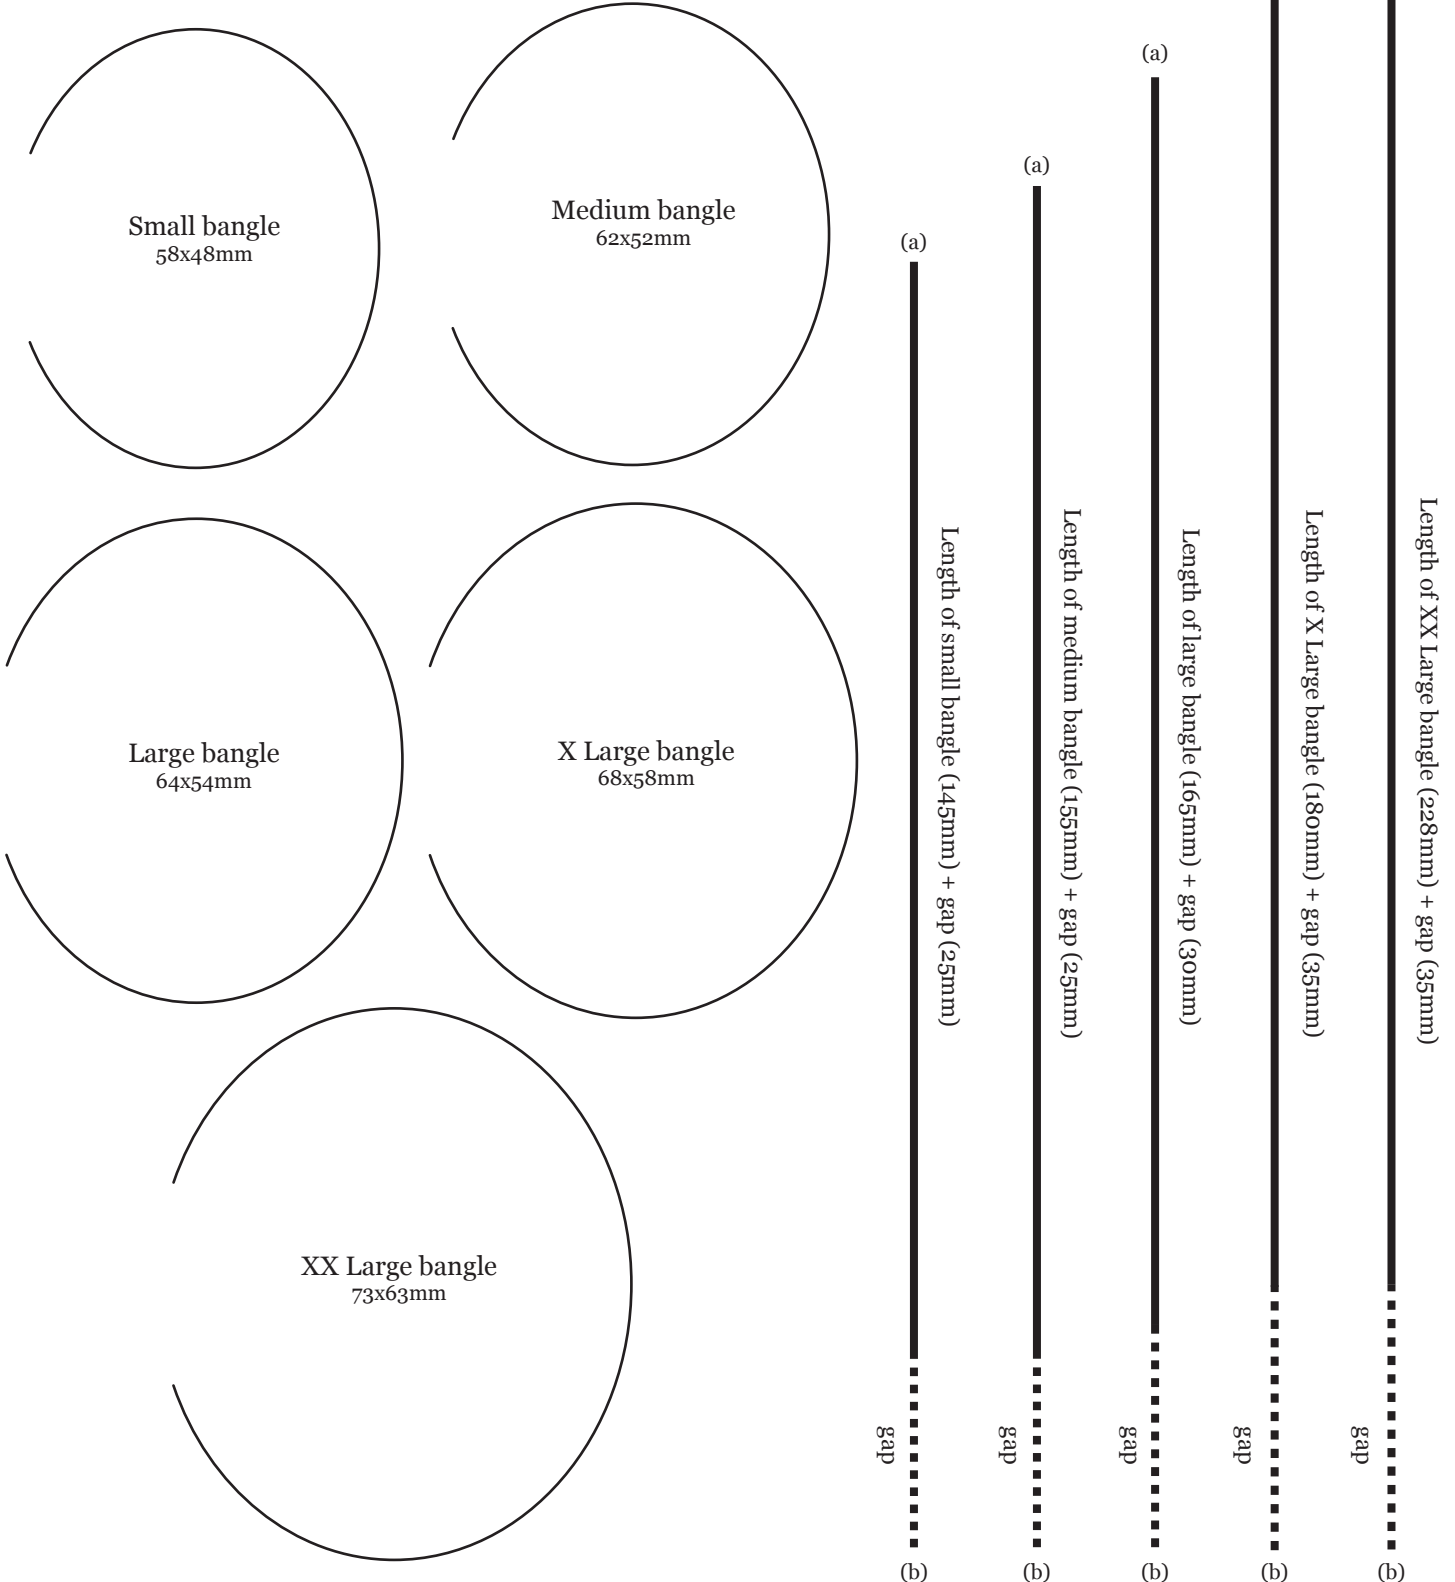 Small bangle
58x48mm
Medium bangle
62x52mm
Large bangle
64x54mm
X Large bangle
68x58mm
XX Large bangle
73x63mm
(a)
Length of small bangle (145mm) + gap (25mm)
gap
(b)
(a)
Length of medium bangle (155mm) + gap (25mm)
gap
(b)
(a)
Length of large bangle (165mm) + gap (30mm)
gap
(b)
Length of X Large bangle (180mm) + gap (35mm)
gap
(b)
Length of XX Large bangle (228mm) + gap (35mm)
gap
(b)